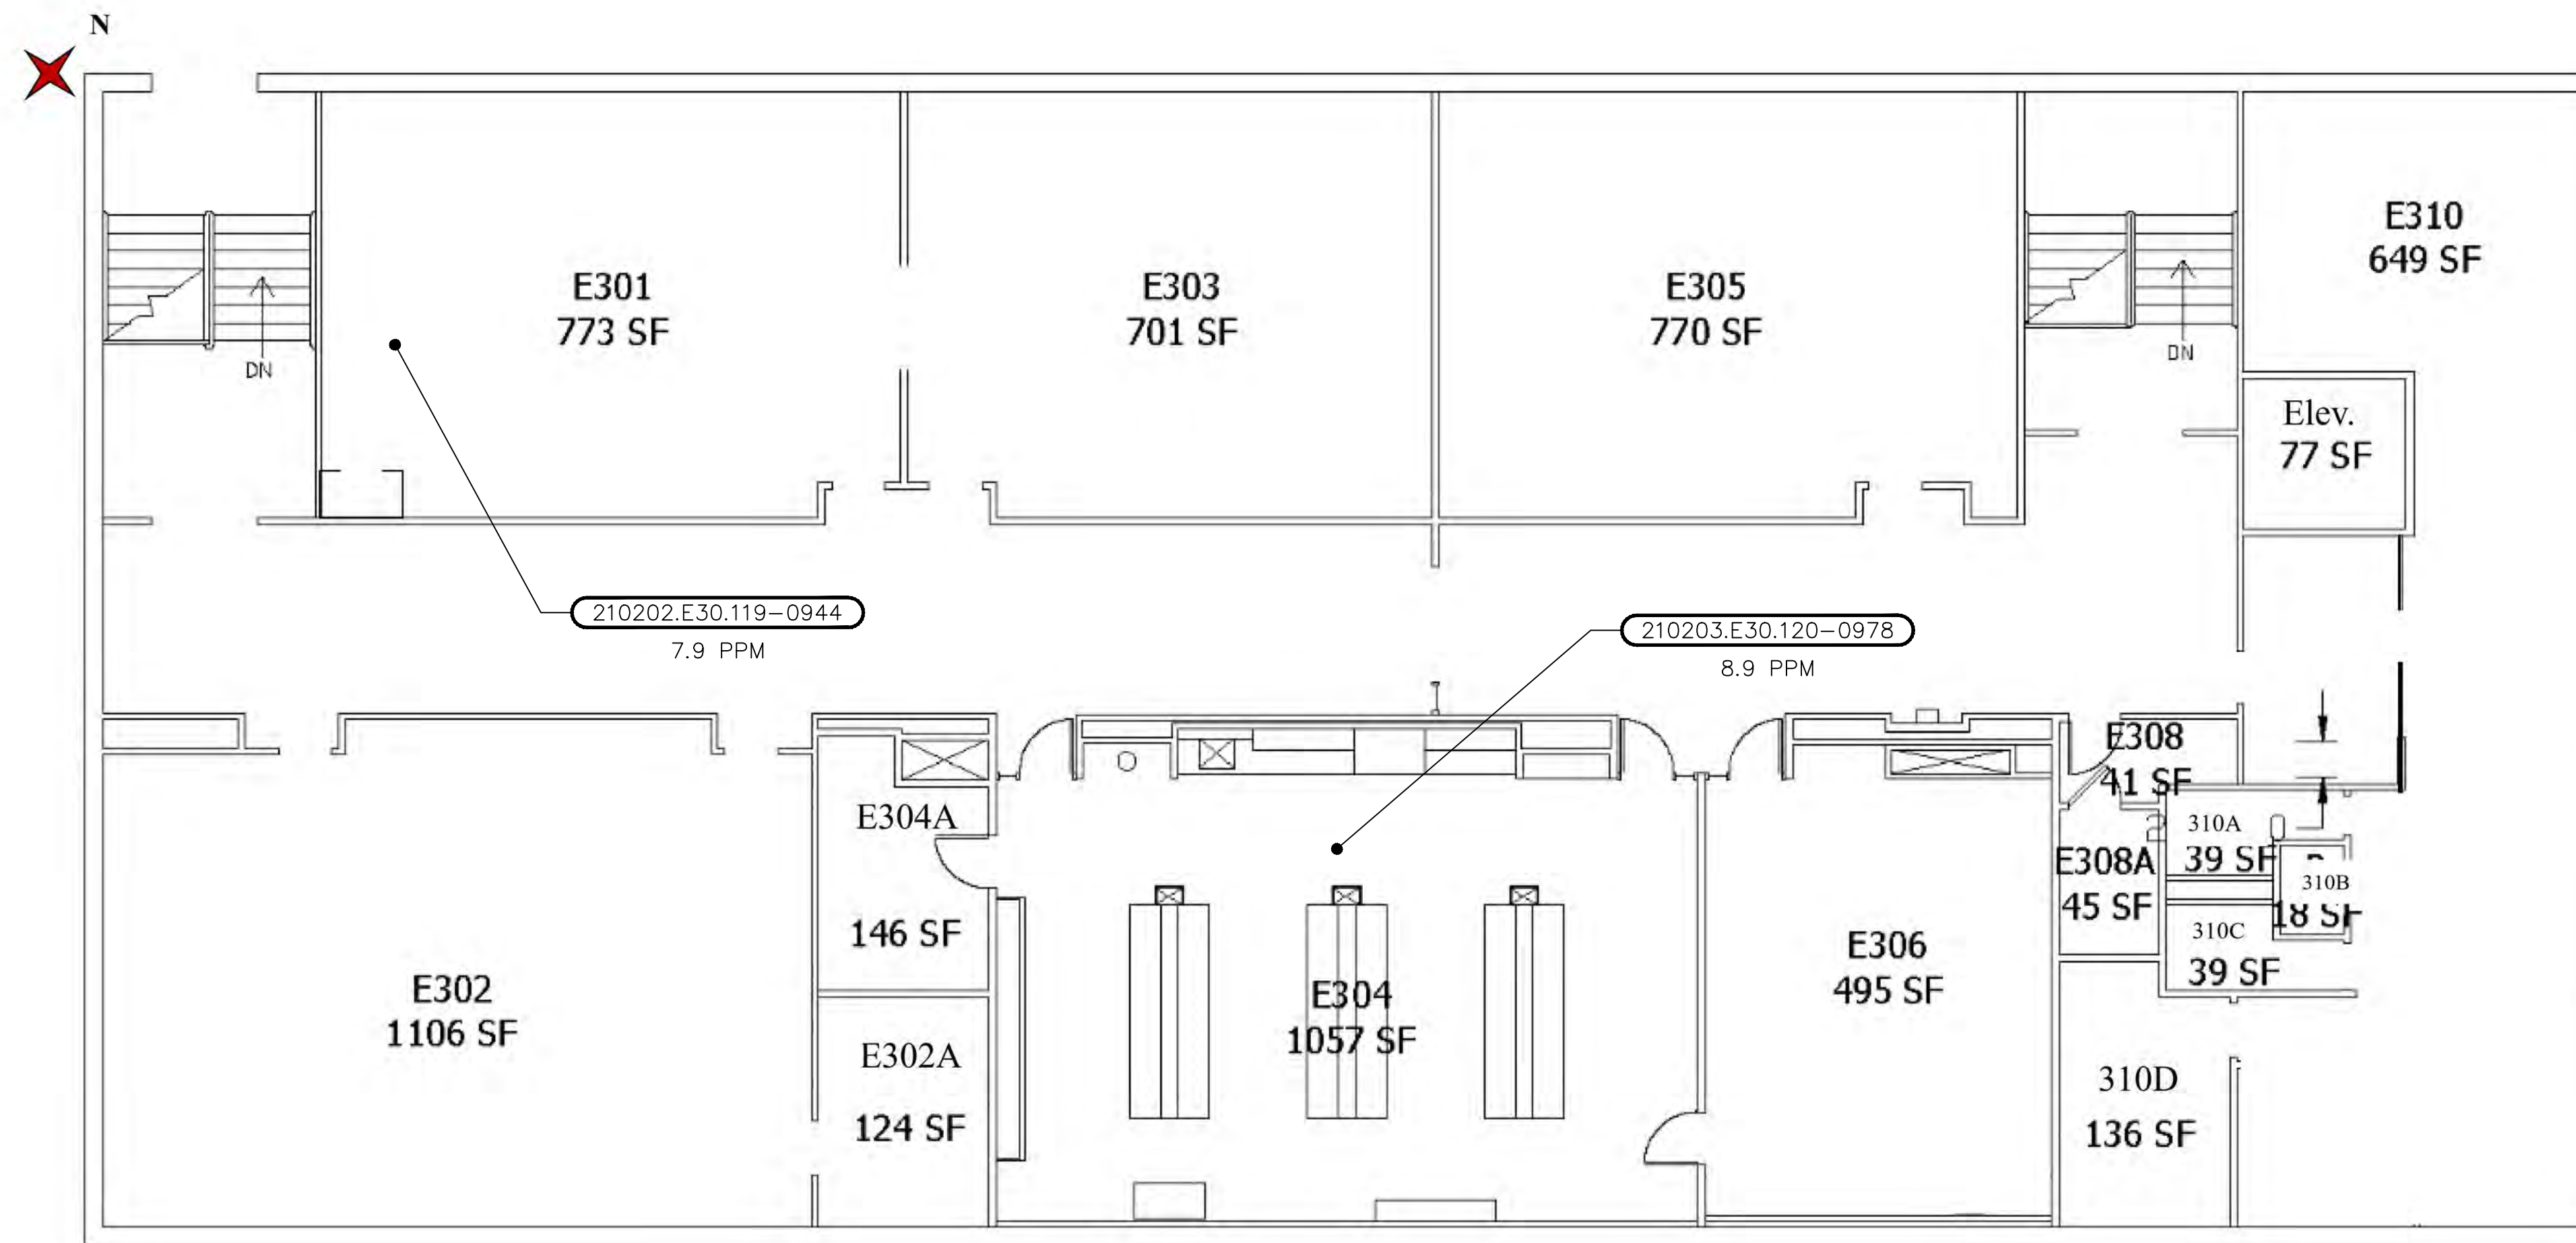 N
E301
773 SF
E303
701 SF
E305
770 SF
E310
649 SF
DN
DN
Elev.
77 SF
210202.E30.119-0944
7.9 PPM
210203.E30.120-0978
8.9 PPM
E308
41 SF
E304A
146 SF
310A
39 SF
E308A
45 SF
310B
18 SF
310C
39 SF
E302
1106 SF
E304
1057 SF
E306
495 SF
E302A
124 SF
310D
136 SF